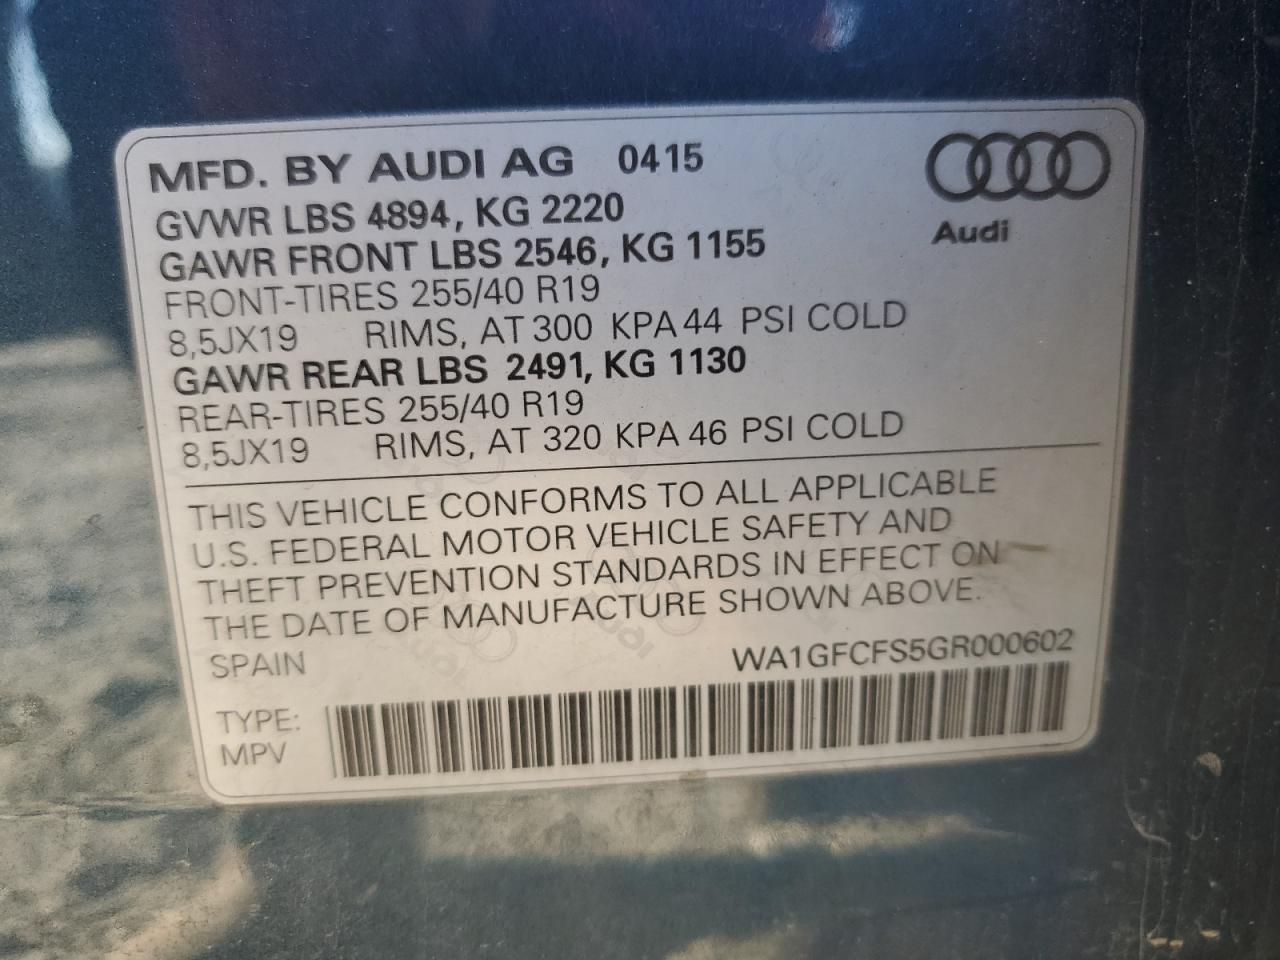 MFD. BY AUDI AG 0415
Audi
GVWR LBS 4894, KG 2220
GAWR FRONT LBS 2546, KG 1155
FRONT-TIRES 255/40 R19
8,5JX19 RIMS, AT 300 KPA 44 PSI COLD
GAWR REAR LBS 2491, KG 1130
REAR-TIRES 255/40 R19
8,5JX19 RIMS, AT 320 KPA 46 PSI COLD
THIS VEHICLE CONFORMS TO ALL APPLICABLE
U.S. FEDERAL MOTOR VEHICLE SAFETY AND
THEFT PREVENTION STANDARDS IN EFFECT ON
THE DATE OF MANUFACTURE SHOWN ABOVE.
SPAIN WA1GFCFS5GR000602
TYPE:
MPV